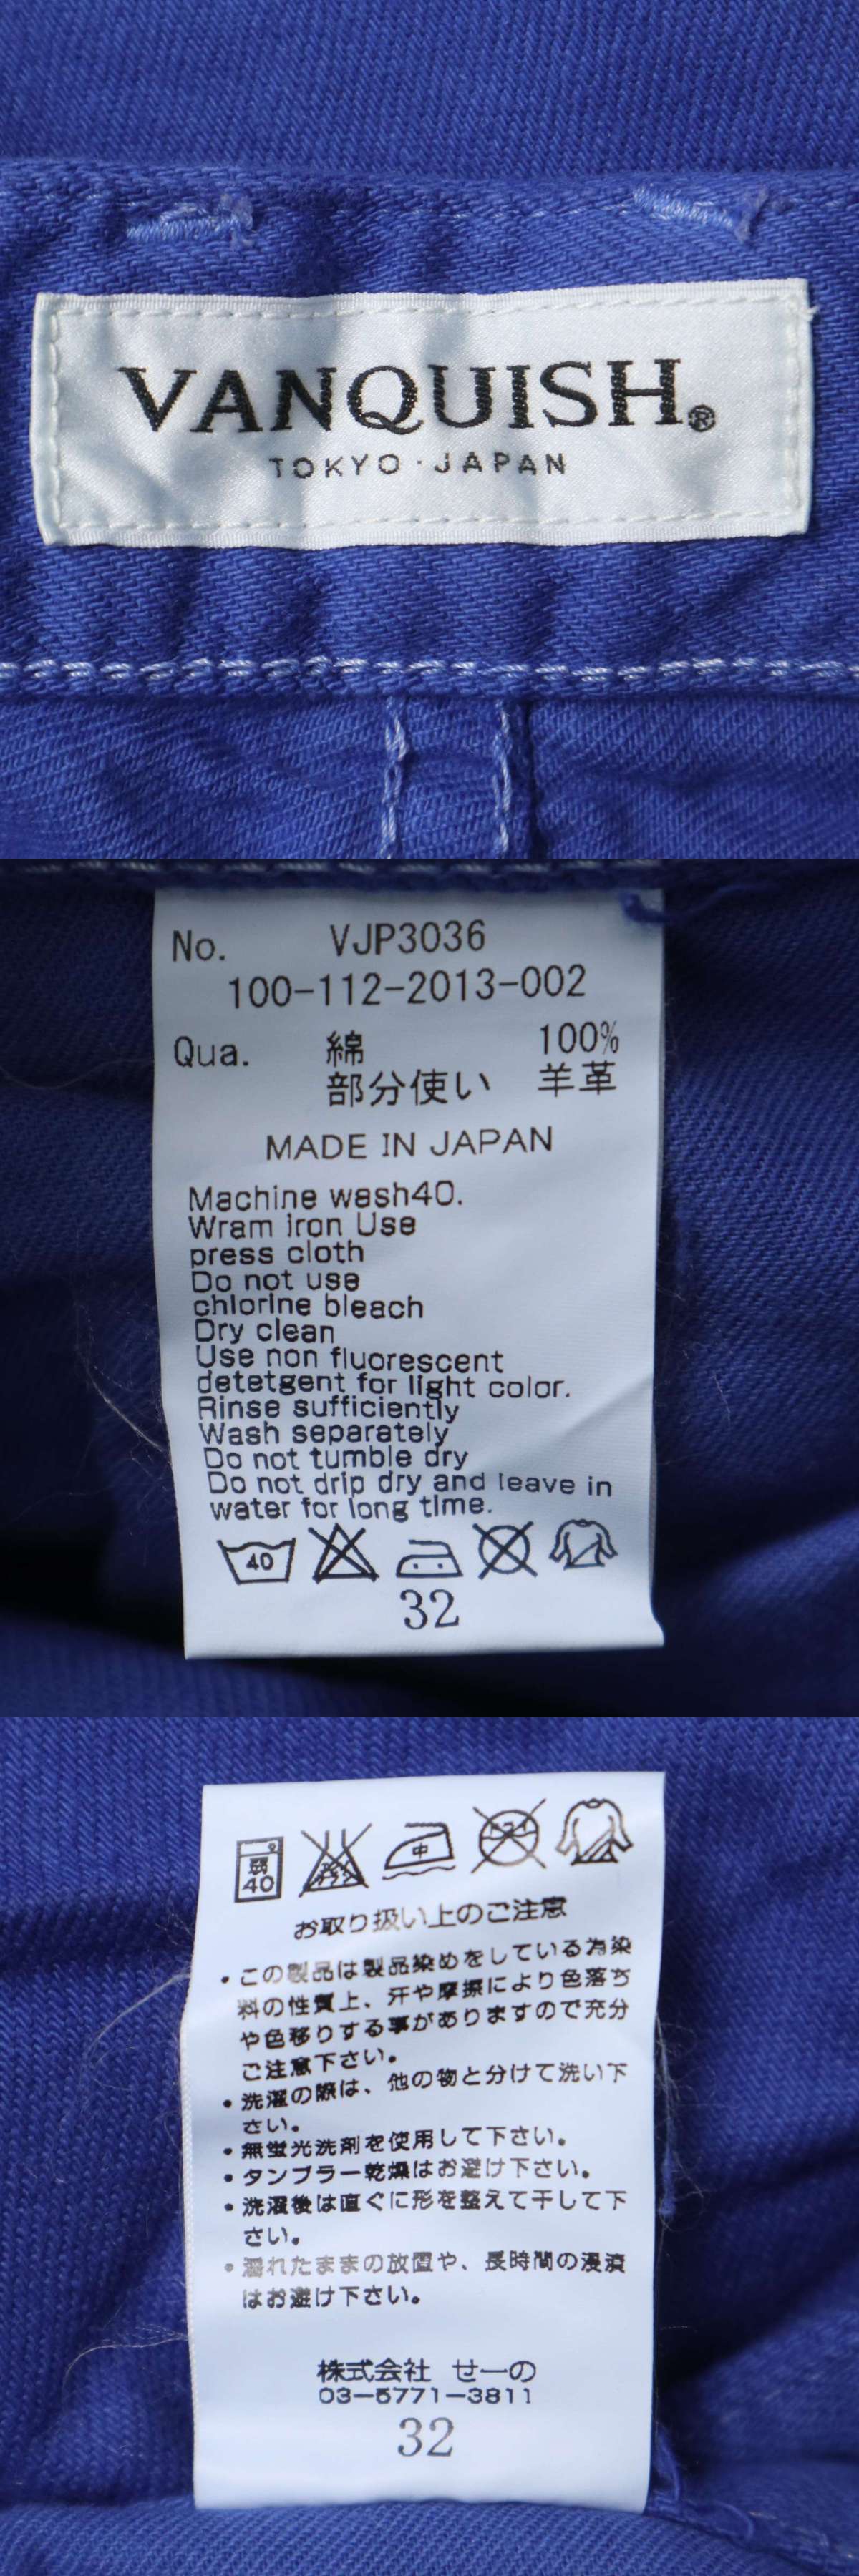 VANQUISH®
TOKYO·JAPAN
No. VJP3036
100-112-2013-002
Qua. 綿 100%
部分使い 羊革
MADE IN JAPAN
Machine wesh40.
Wram iron Use
press cloth
Do not use
chlorine bleach
Dry clean
Use non fluorescent
detetgent for light color.
Rinse sufficiently
Wash separately
Do not tumble dry
Do not drip dry and leave in
water for long time.
40
32
弱
40
中
お取り扱い上のご注意
・この製品は製品染めをしている為染
料の性質上、汗や摩擦により色落ち
や色移りする事がありますので充分
ご注意下さい。
・洗濯の際は、他の物と分けて洗い下
さい。
・無蛍光洗剤を使用して下さい。
・タンブラー乾燥はお避け下さい。
・洗濯後は直ぐに形を整えて干して下
さい。
・濡れたままの放置や、長時間の浸漬
はお避け下さい。
株式会社 せーの
03-5771-3811
32